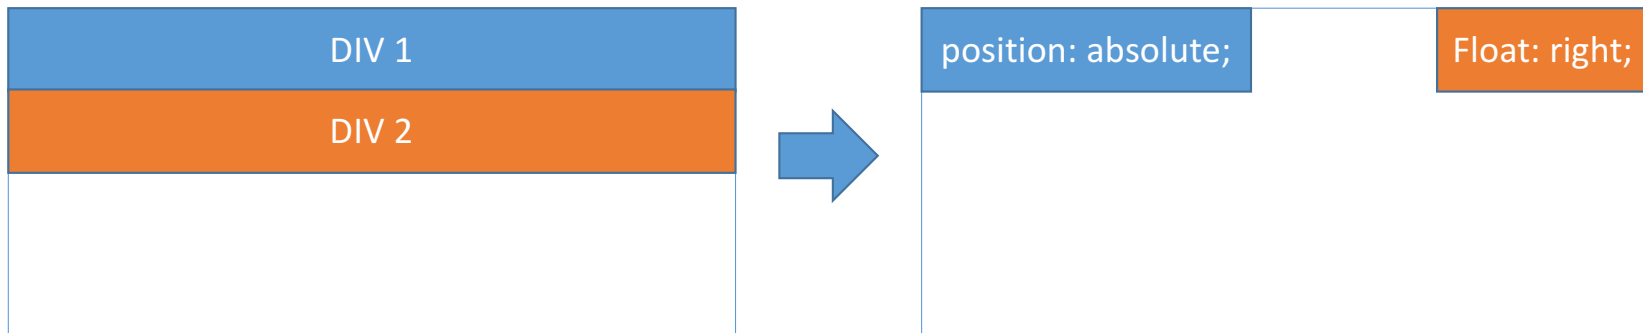 DIV 1
DIV 2
position: absolute;
Float: right;